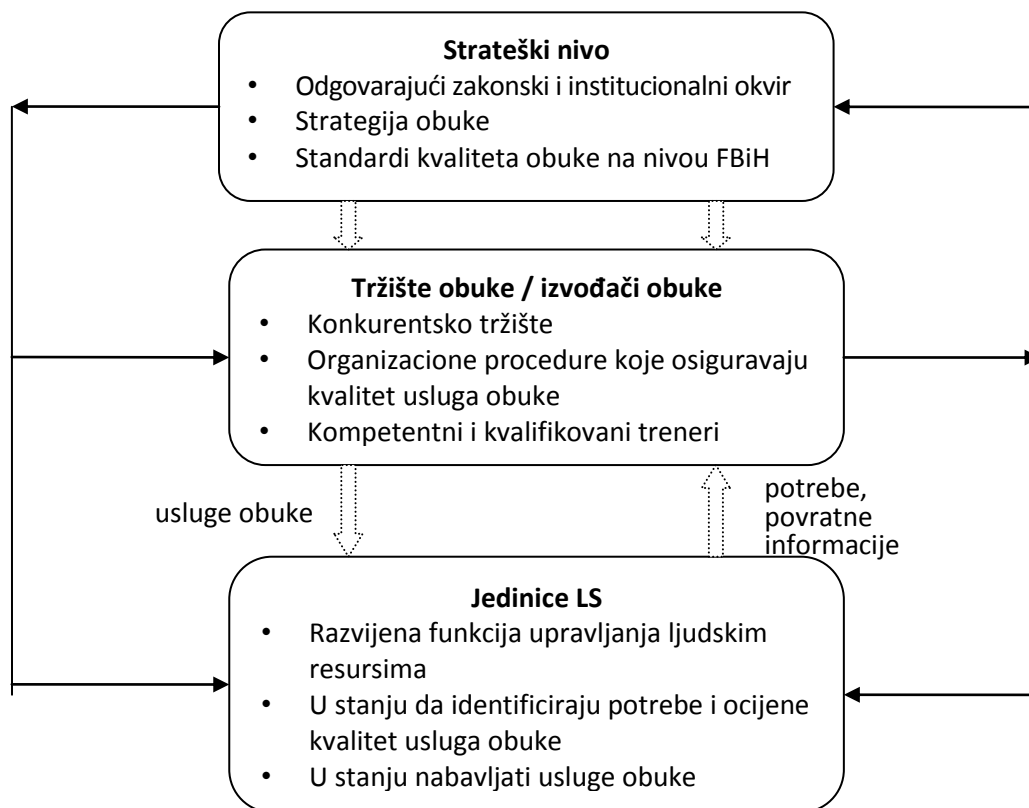 Strateški nivo
• Odgovarajući zakonski i institucionalni okvir
• Strategija obuke
• Standardi kvaliteta obuke na nivou FBiH
Tržište obuke / izvođači obuke
• Konkurentsko tržište
• Organizacione procedure koje osiguravaju
kvalitet usluga obuke
• Kompetentni i kvalifikovani treneri
usluge obuke
potrebe,
povratne
informacije
Jedinice LS
• Razvijena funkcija upravljanja ljudskim
resursima
• U stanju da identificiraju potrebe i ocijene
kvalitet usluga obuke
• U stanju nabavljati usluge obuke